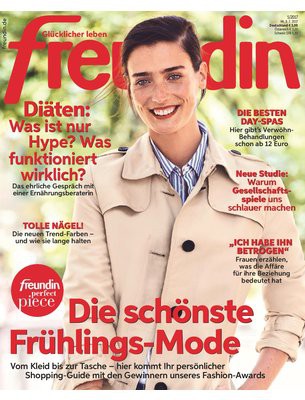 freundin.de
Glücklicher leben
freundin
5/2017
Diäten:
Was ist nur
Hype? Was
funktioniert
wirklich?
Das ehrliche Gespräch mit
einer Ernährungsberaterin
TOLLE NÄGEL!
Die neuen Trend-Farben –
und wie sie lange halten
DIE BESTEN
DAY-SPAS
Hier gibt's Verwöhn-
Behandlungen
schon ab 12 Euro
Neue Studie:
Warum
Gesellschafts-
spiele uns
schlauer machen
„ICH HABE IHN
BETROGEN“
Frauen erzählen,
was die Affäre
für ihre Beziehung
bedeutet hat
freundin
perfect
piece
Die schönste
Frühlings-Mode
Vom Kleid bis zur Tasche – hier kommt Ihr persönlicher
Shopping-Guide mit den Gewinnern unseres Fashion-Awards